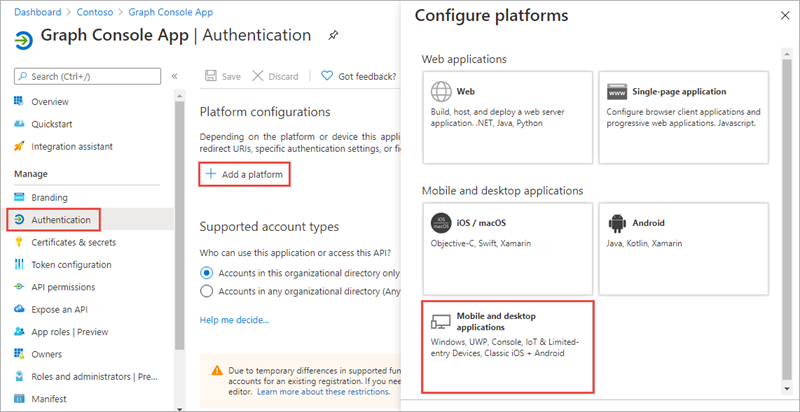 Dashboard > Contoso > Graph Console App
Graph Console App | Authentication
Search (Ctrl+/)
Overview
Quickstart
Integration assistant
Manage
Branding
Authentication
Certificates & secrets
Token configuration
API permissions
Expose an API
App roles | Preview
Owners
Roles and administrators | Pre
Manifest
Save
Discard
Got feedback?
Platform configurations
Depending on the platform or device this appli
redirect URIs, specific authentication settings, or fie
+ Add a platform
Supported account types
Who can use this application or access this API?
Accounts in this organizational directory only
Accounts in any organizational directory (Any
Help me decide...
Due to temporary differences in supported fun
accounts for an existing registration. If you need
editor. Learn more about these restrictions.
Configure platforms
Web applications
Web
Build, host, and deploy a web server
application. .NET, Java, Python
WWW
Single-page application
Configure browser client applications and
progressive web applications. Javascript.
Mobile and desktop applications
iOS
macOS
iOS / macOS
Objective-C, Swift, Xamarin
Android
Java, Kotlin, Xamarin
Mobile and desktop
applications
Windows, UWP, Console, IoT & Limited-
entry Devices, Classic iOS + Android